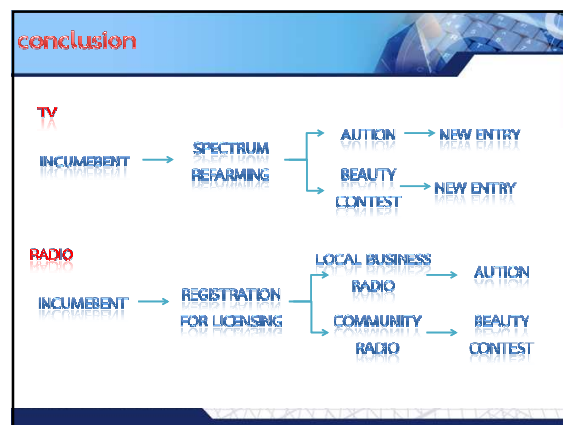 conclusion
TV
INCUMEBENT
SPECTRUM
REFARMING
AUTION
NEW ENTRY
BEAUTY
CONTEST
NEW ENTRY
RADIO
INCUMEBENT
REGISTRATION
FOR LICENSING
LOCAL BUSINESS
RADIO
AUTION
COMMUNITY
RADIO
BEAUTY
CONTEST